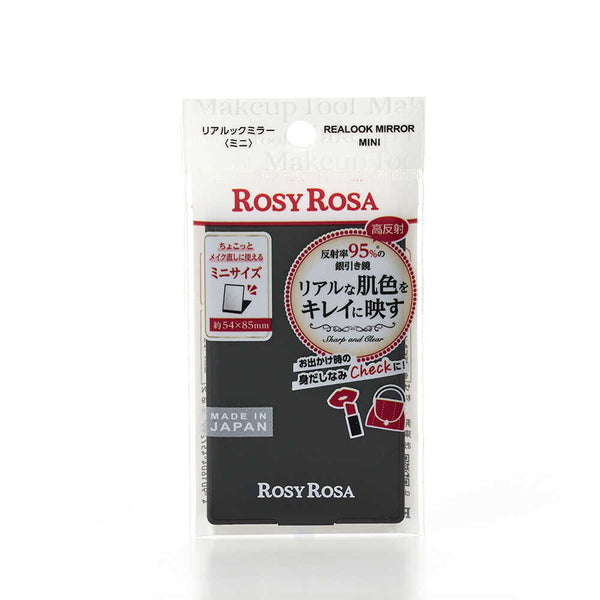 Makeup Tool Mak
リアルックミラー
〈ミニ〉
REALOOK MIRROR
MINI
Makeup Tool
ROSY ROSA
高反射
反射率95%*の
銀引き鏡
リアルな肌色を
キレイに映す
Sharp and Clear
ちょこっと
メイク直しに使える
ミニサイズ
約54×85mm
お出かけ時の
身だしなみCheckに!
MADE IN
JAPAN
ROSY ROSA